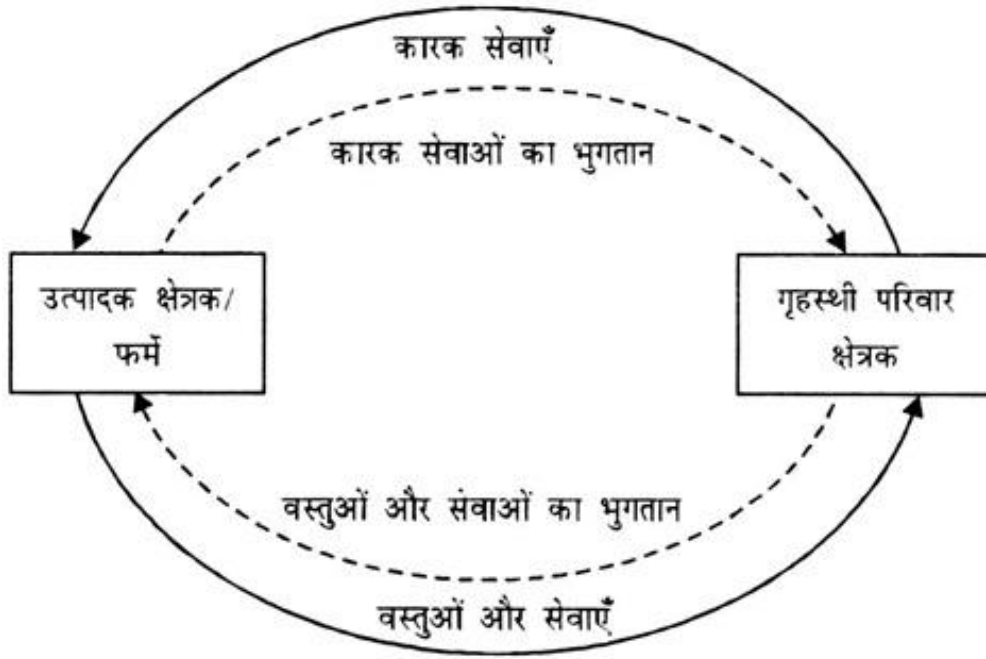 कारक सेवाएँ
कारक सेवाओं का भुगतान
उत्पादक क्षेत्रक/
फर्में
गृहस्थी परिवार
क्षेत्रक
वस्तुओं और सेवाओं का भुगतान
वस्तुओं और सेवाएँ